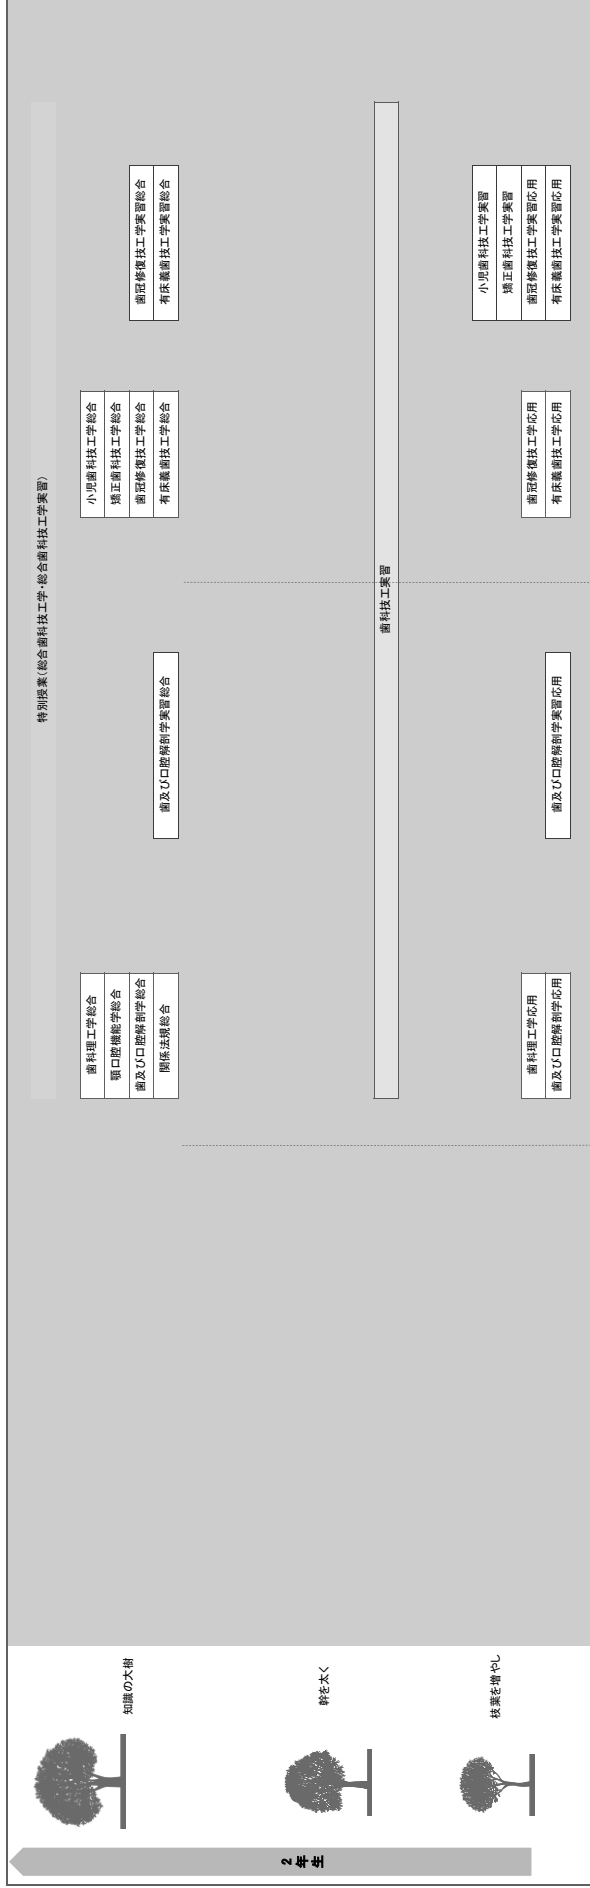 特別授業(総合歯科技工学・総合歯科技工学実習)
小児歯科技工学総合
矯正歯科技工学総合
歯冠修復技工学総合
有床義歯技工学総合
歯冠修復技工学実習総合
有床義歯技工学実習総合
歯及び口腔解剖学実習総合
歯科理工学総合
顎口腔機能学総合
歯及び口腔解剖学総合
関係法規総合
歯科技工実習
小児歯科技工学実習
矯正歯科技工学実習
歯冠修復技工学実習応用
有床義歯技工学実習応用
歯冠修復技工学応用
有床義歯技工学応用
歯及び口腔解剖学実習応用
歯科理工学応用
歯及び口腔解剖学応用
知識の大樹
幹を太く
枝葉を増やし
2年生